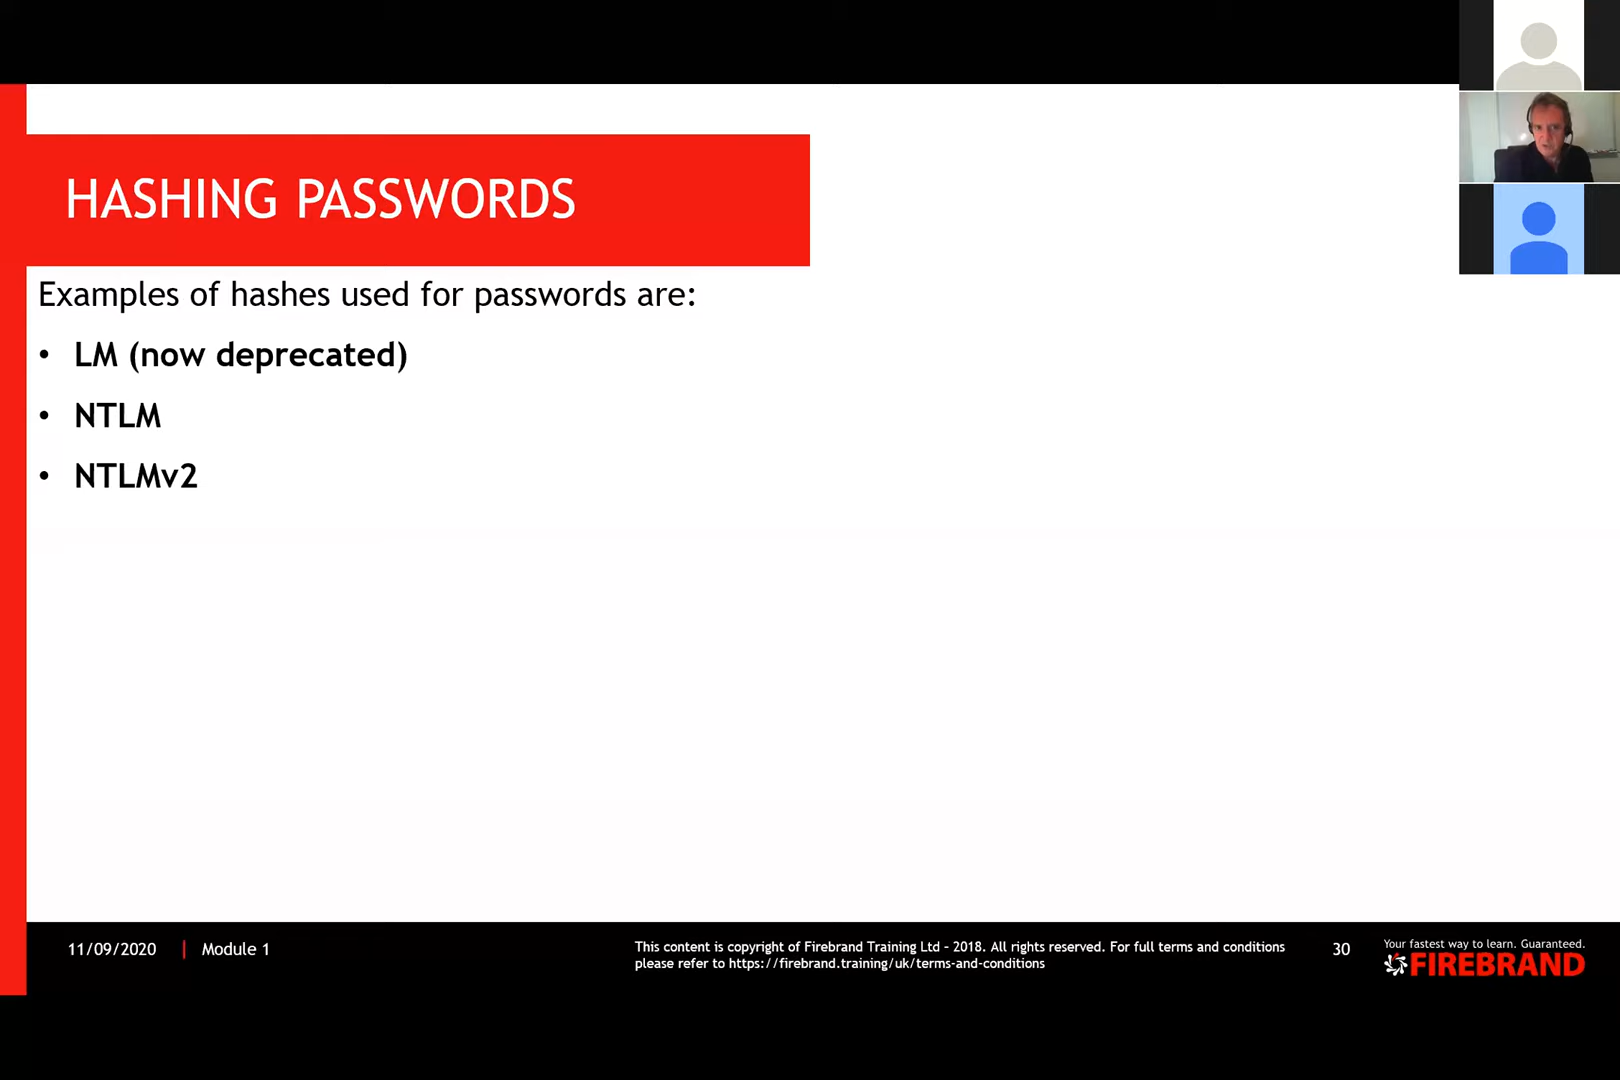 HASHING PASSWORDS
Examples of hashes used for passwords are:
• LM (now deprecated)
• NTLM
• NTLMv2
11/09/2020 | Module 1
This content is copyright of Firebrand Training Ltd – 2018. All rights reserved. For full terms and conditions
please refer to https://firebrand.training/uk/terms-and-conditions
30
Your fastest way to learn. Guaranteed.
FIREBRAND